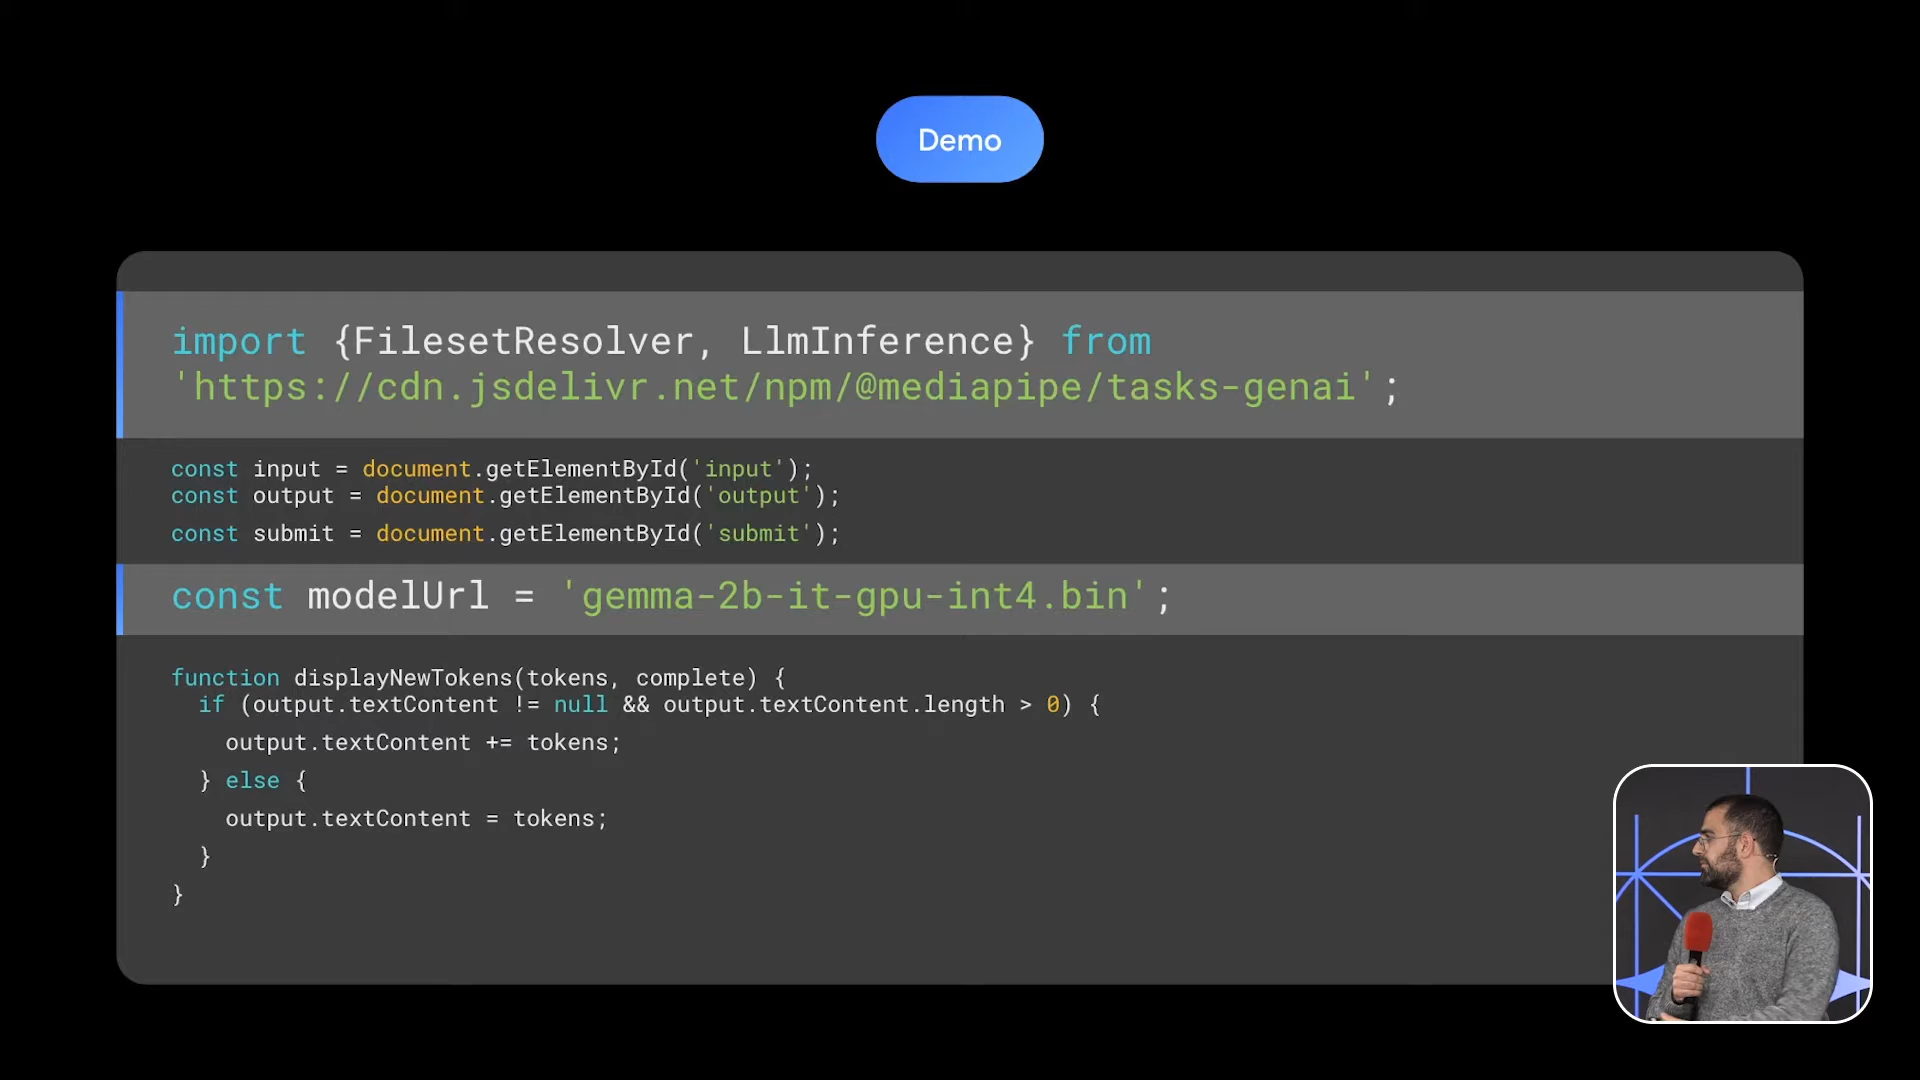 Demo
import {FilesetResolver, LlmInference} from
'https://cdn.jsdelivr.net/npm/@mediapipe/tasks-genai';
const input = document.getElementById('input');
const output = document.getElementById('output');
const submit = document.getElementById('submit');
const modelUrl = 'gemma-2b-it-gpu-int4.bin';
function displayNewTokens(tokens, complete) {
  if (output.textContent != null && output.textContent.length > 0) {
    output.textContent += tokens;
  } else {
    output.textContent = tokens;
  }
}